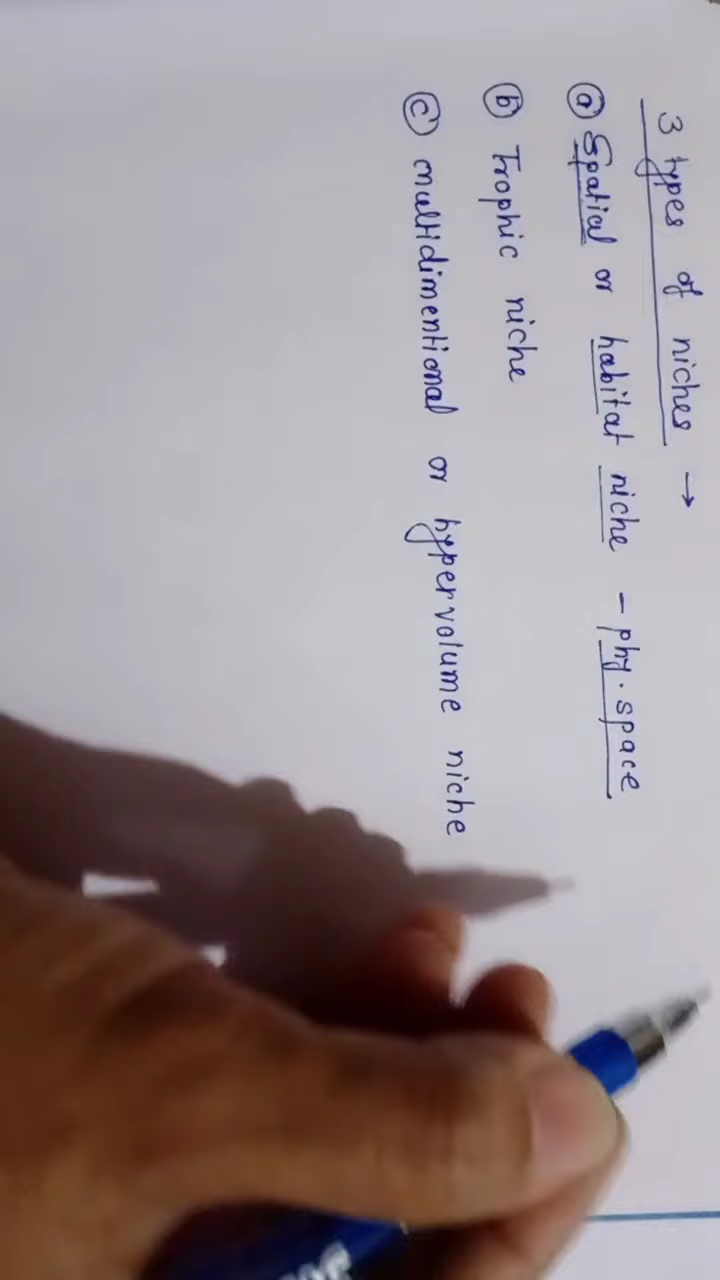 3 types of niches →
ⓐ Spatial or habitat niche - phy. space
ⓑ Trophic niche
ⓒ multidimentional or hypervolume niche